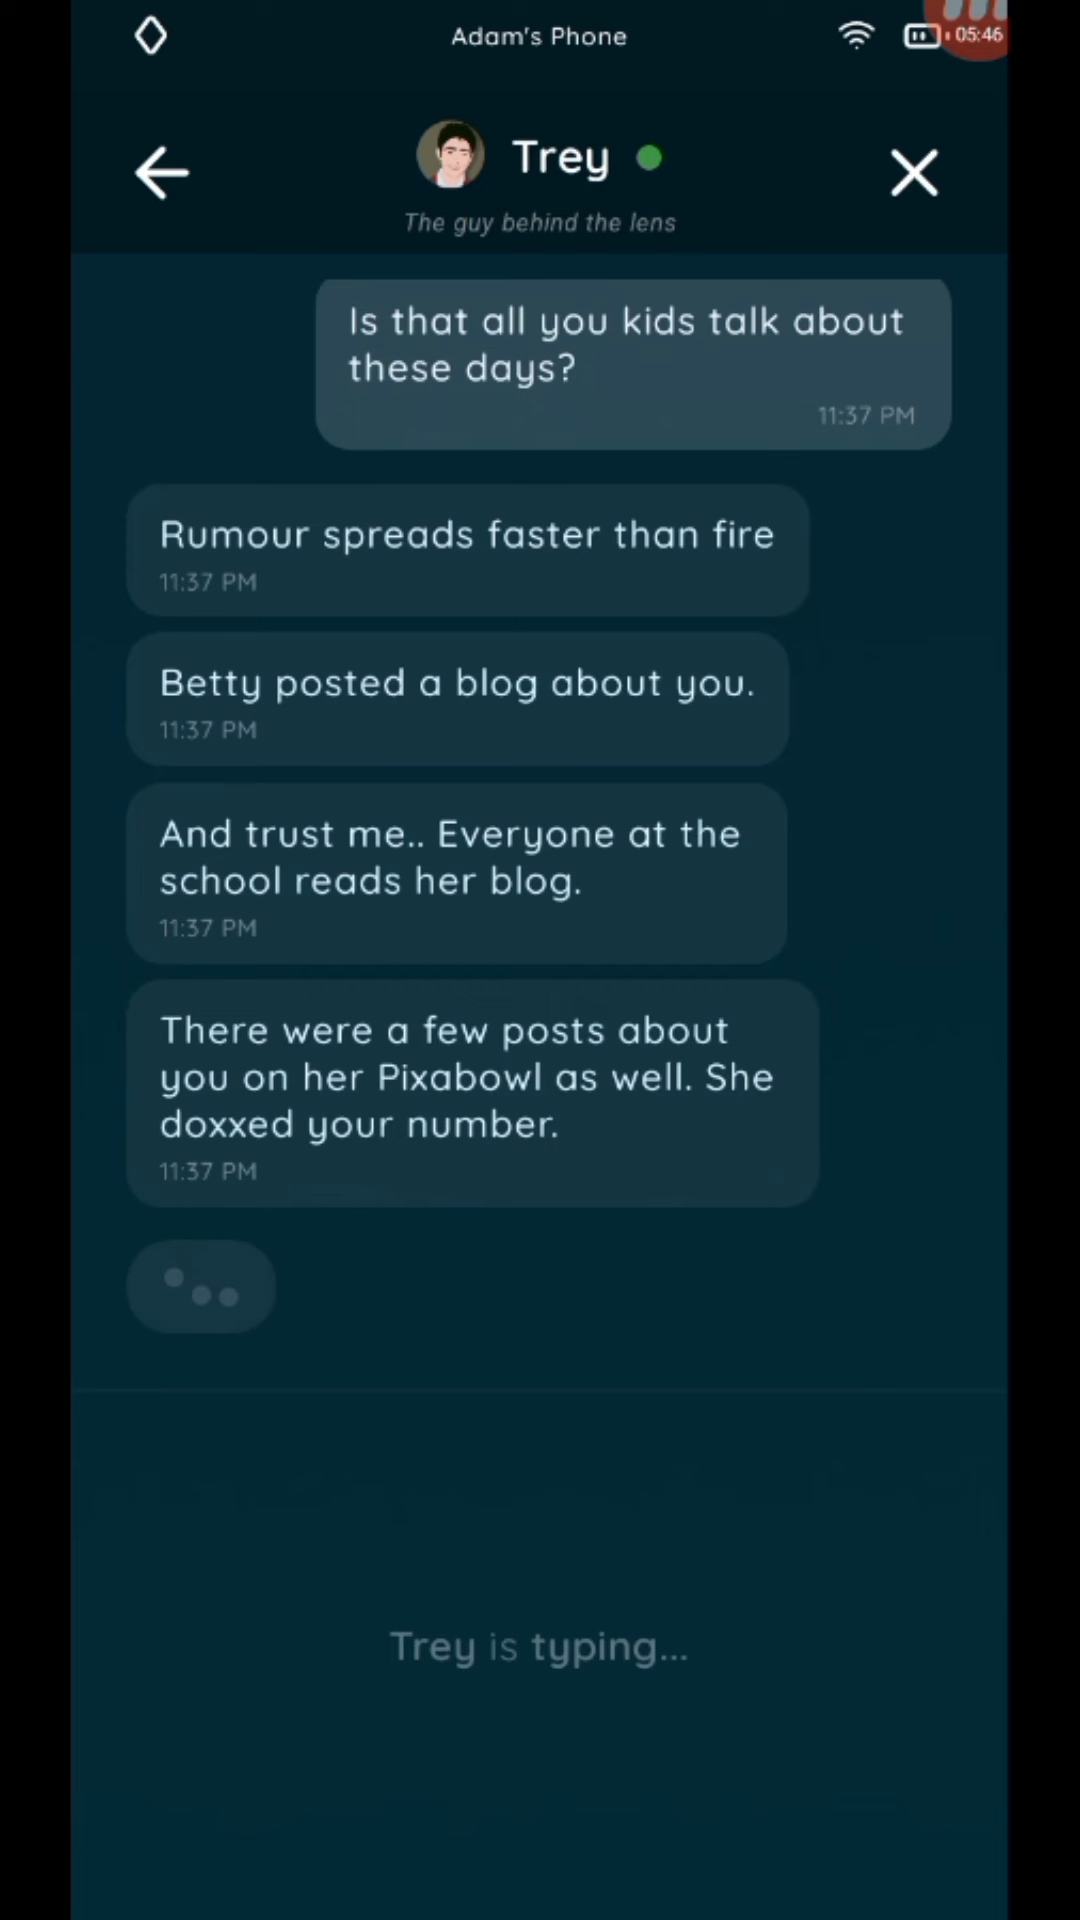 Adam's Phone
05:46
Trey
The guy behind the lens
Is that all you kids talk about
these days?
11:37 PM
Rumour spreads faster than fire
11:37 PM
Betty posted a blog about you.
11:37 PM
And trust me.. Everyone at the
school reads her blog.
11:37 PM
There were a few posts about
you on her Pixabowl as well. She
doxxed your number.
11:37 PM
Trey is typing...